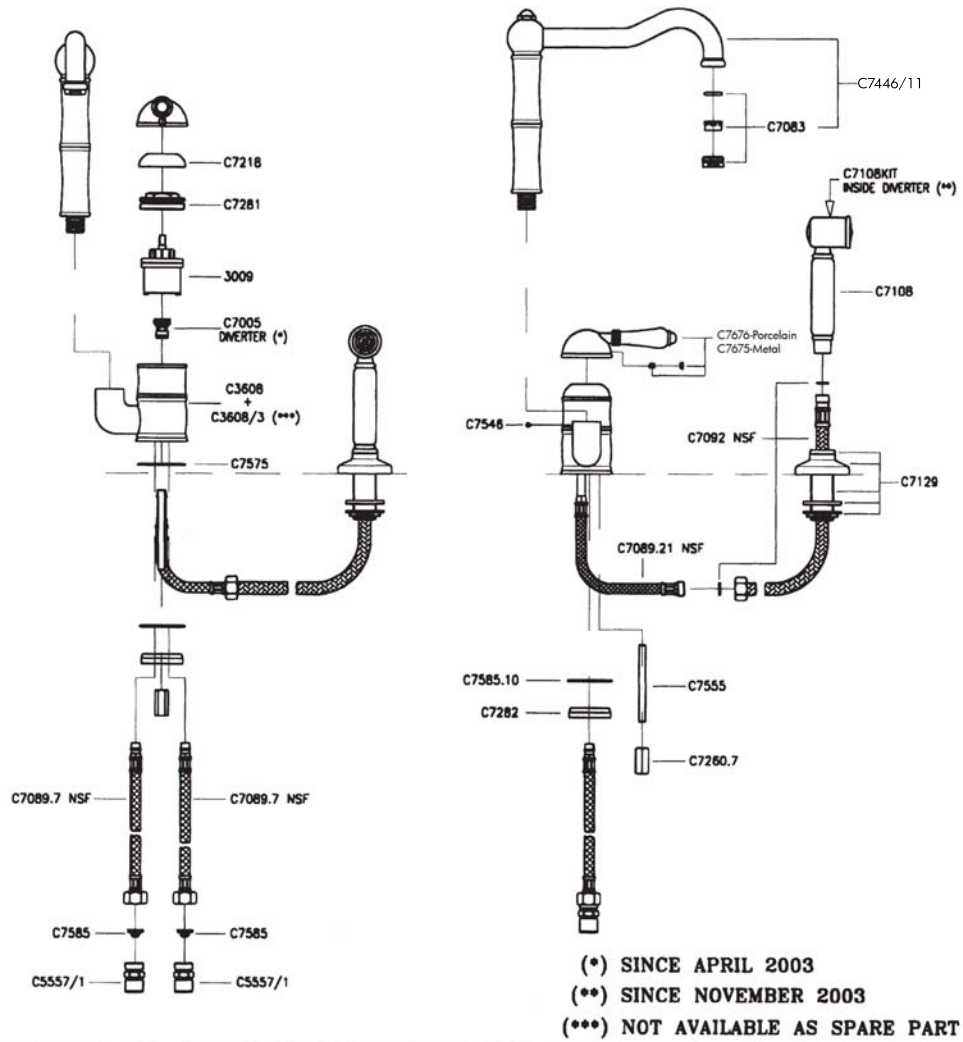 C7218
C7281
3009
C7005
DIVERTER (*)
C3608
+
C3608/3 (***)
C7575
C7089.7 NSF
C7089.7 NSF
C7585
C7585
C5557/1
C5557/1
C7446/11
C7083
C7108KIT
INSIDE DIVERTER (**)
C7108
C7676-Porcelain
C7675-Metal
C7546
C7092 NSF
C7129
C7089.21 NSF
C7585.10
C7555
C7282
C7260.7
(*) SINCE APRIL 2003
(**) SINCE NOVEMBER 2003
(***) NOT AVAILABLE AS SPARE PART